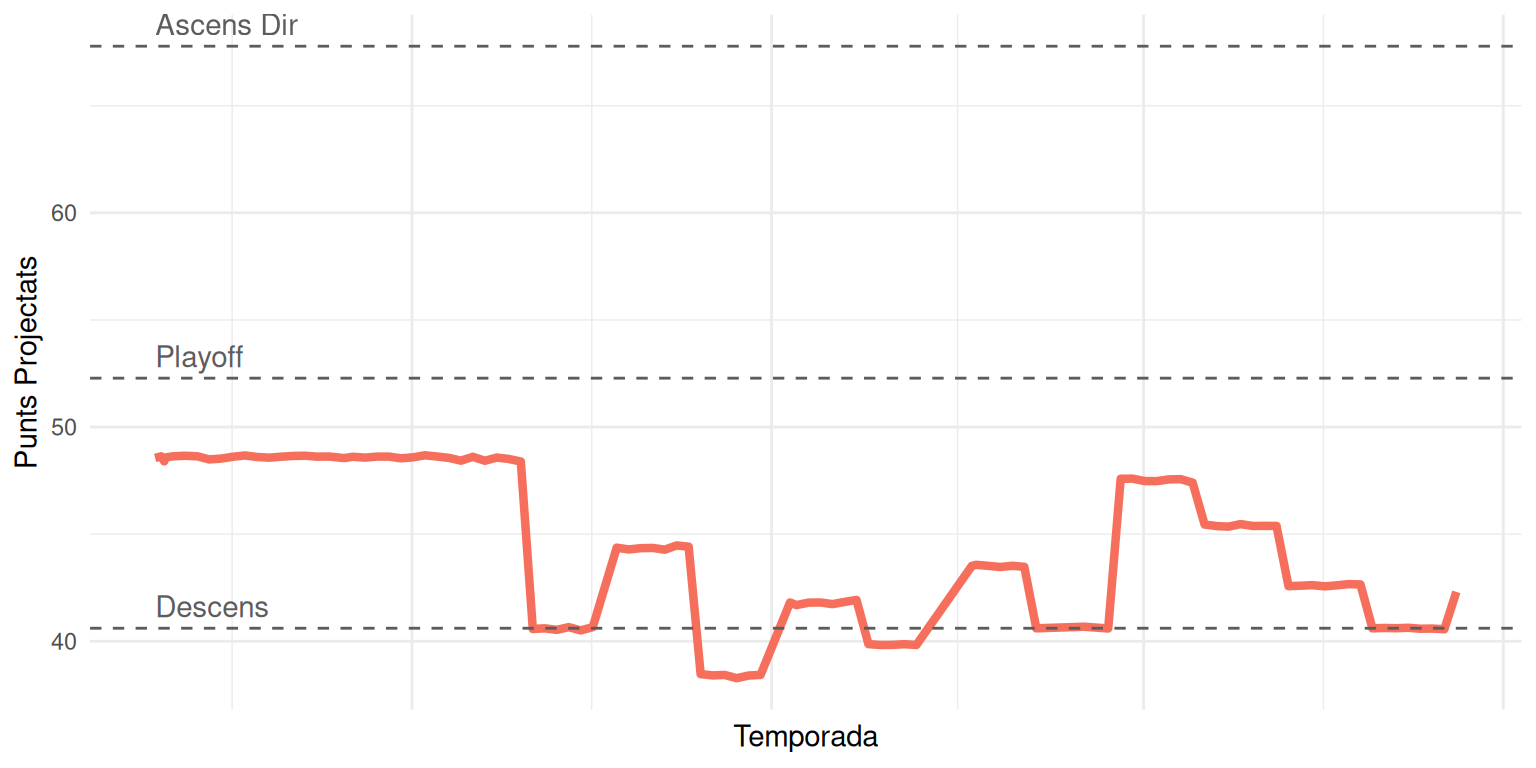 Ascens Dir
60
Playoff
50
Descens
40
Punts Projectats
Temporada